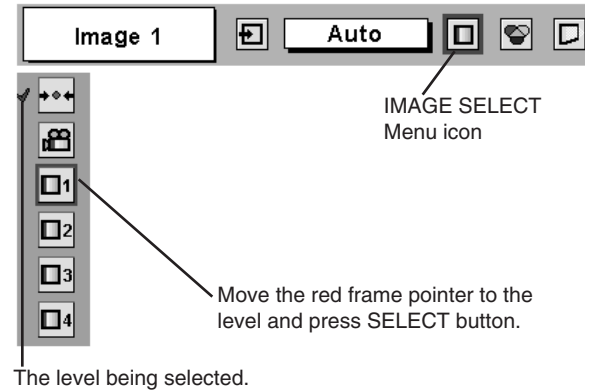 Image 1
Auto
IMAGE SELECT
Menu icon
1
2
3
4
Move the red frame pointer to the
level and press SELECT button.
The level being selected.